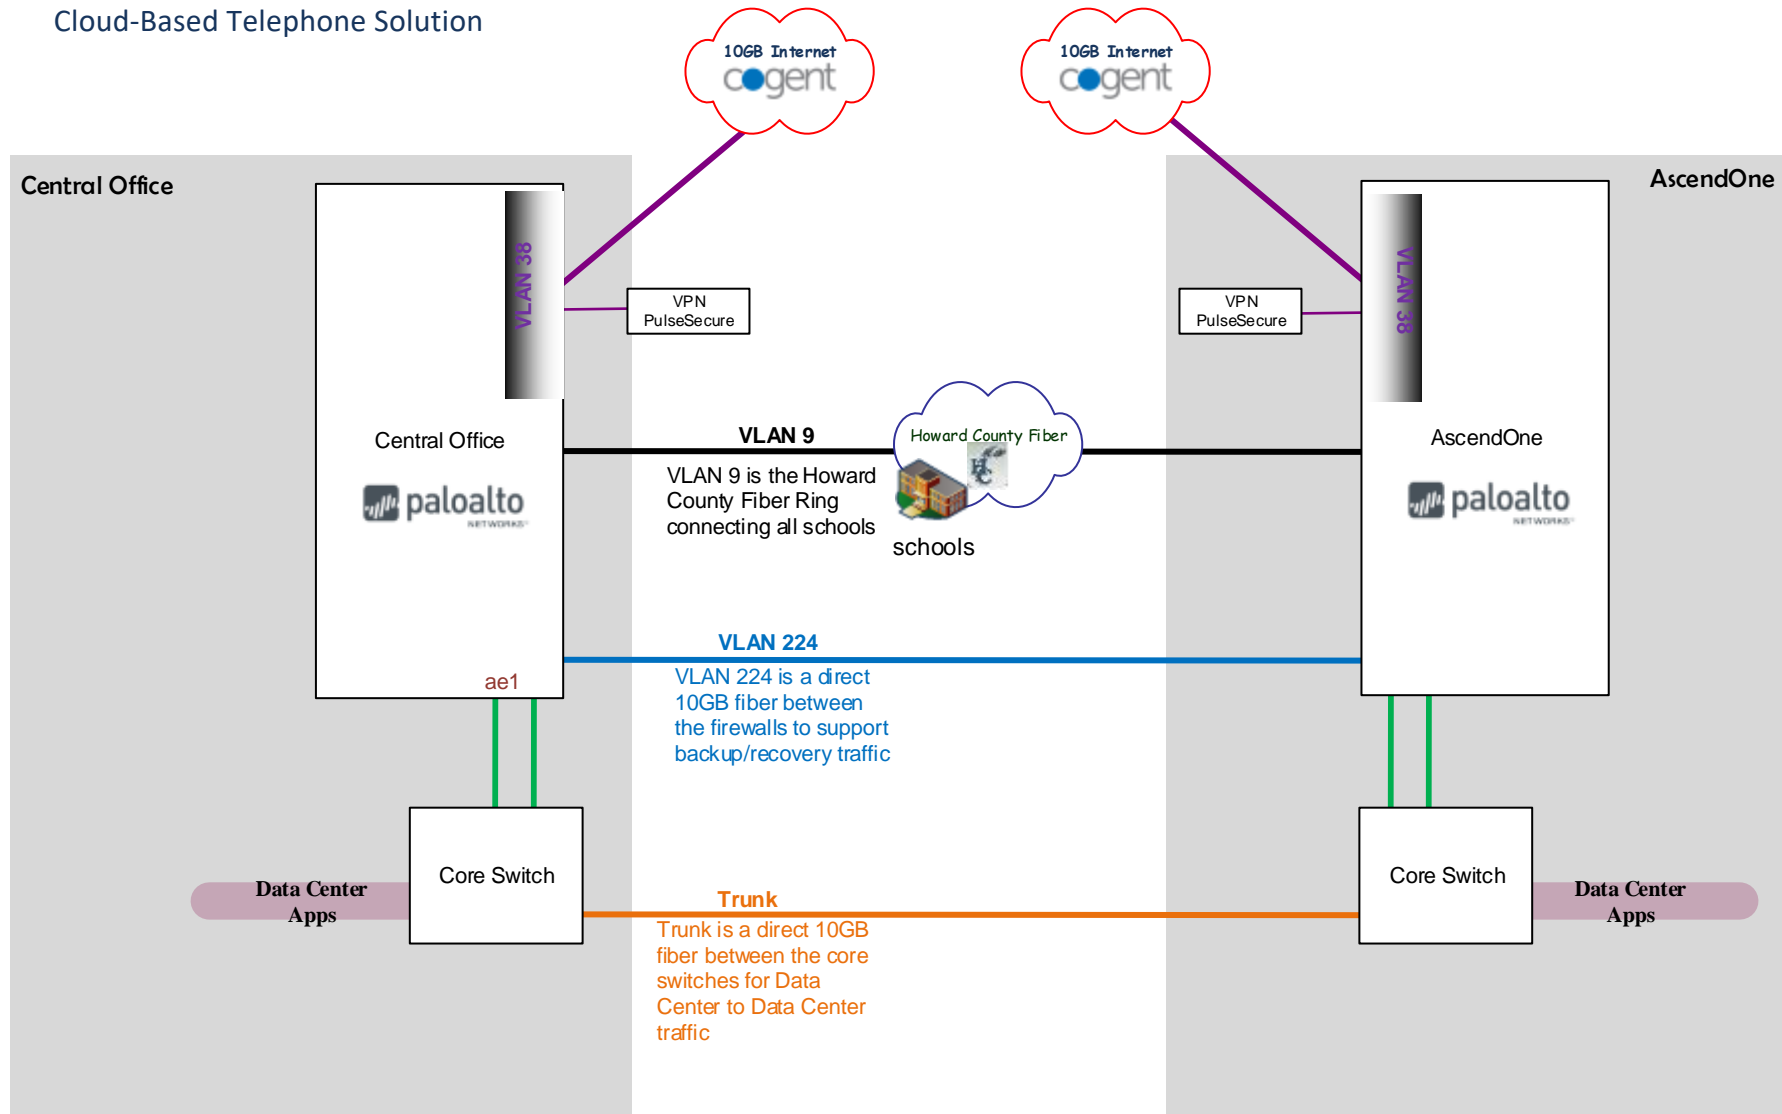 Cloud-Based Telephone Solution
10GB Internet
cogent
10GB Internet
cogent
Central Office
AscendOne
VLAN 38
VPN
PulseSecure
VPN
PulseSecure
VLAN 38
Central Office
paloalto
NETWORKS
VLAN 9
VLAN 9 is the Howard
County Fiber Ring
connecting all schools
Howard County Fiber
HC
schools
AscendOne
paloalto
NETWORKS
VLAN 224
VLAN 224 is a direct
10GB fiber between
the firewalls to support
backup/recovery traffic
ae1
Core Switch
Data Center
Apps
Trunk
Trunk is a direct 10GB
fiber between the core
switches for Data
Center to Data Center
traffic
Core Switch
Data Center
Apps